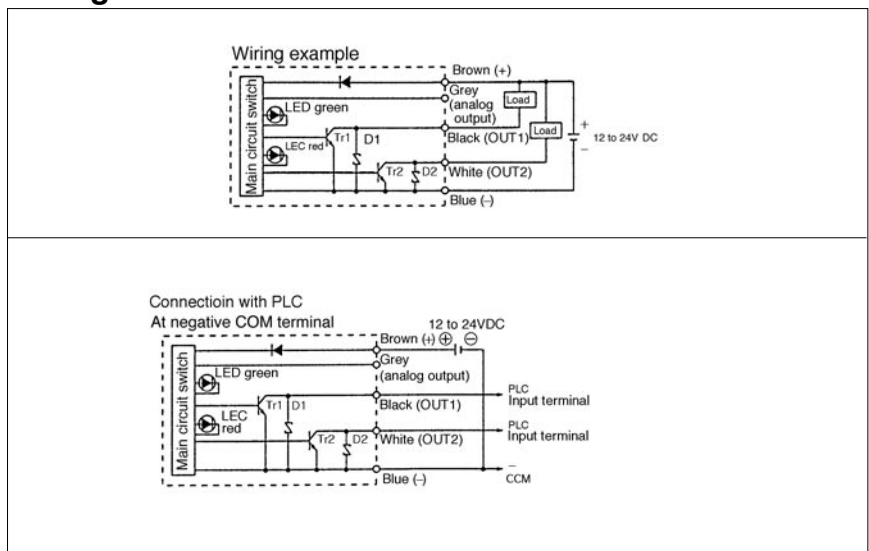 Wiring example
Brown (+)
Grey
(analog
output)
Load
LED green
Main circuit switch
Tr1
D1
Black (OUT1)
Load
+
12 to 24V DC
−
LEC red
Tr2
D2
White (OUT2)
Blue (–)
Connectioin with PLC
At negative COM terminal
12 to 24VDC
Brown (+) ⊕ ⊖
Grey
(analog output)
LED green
Main circuit switch
Tr1
D1
Black (OUT1)
PLC
Input terminal
LEC
red
Tr2
D2
White (OUT2)
PLC
Input terminal
Blue (–)
–
CCM